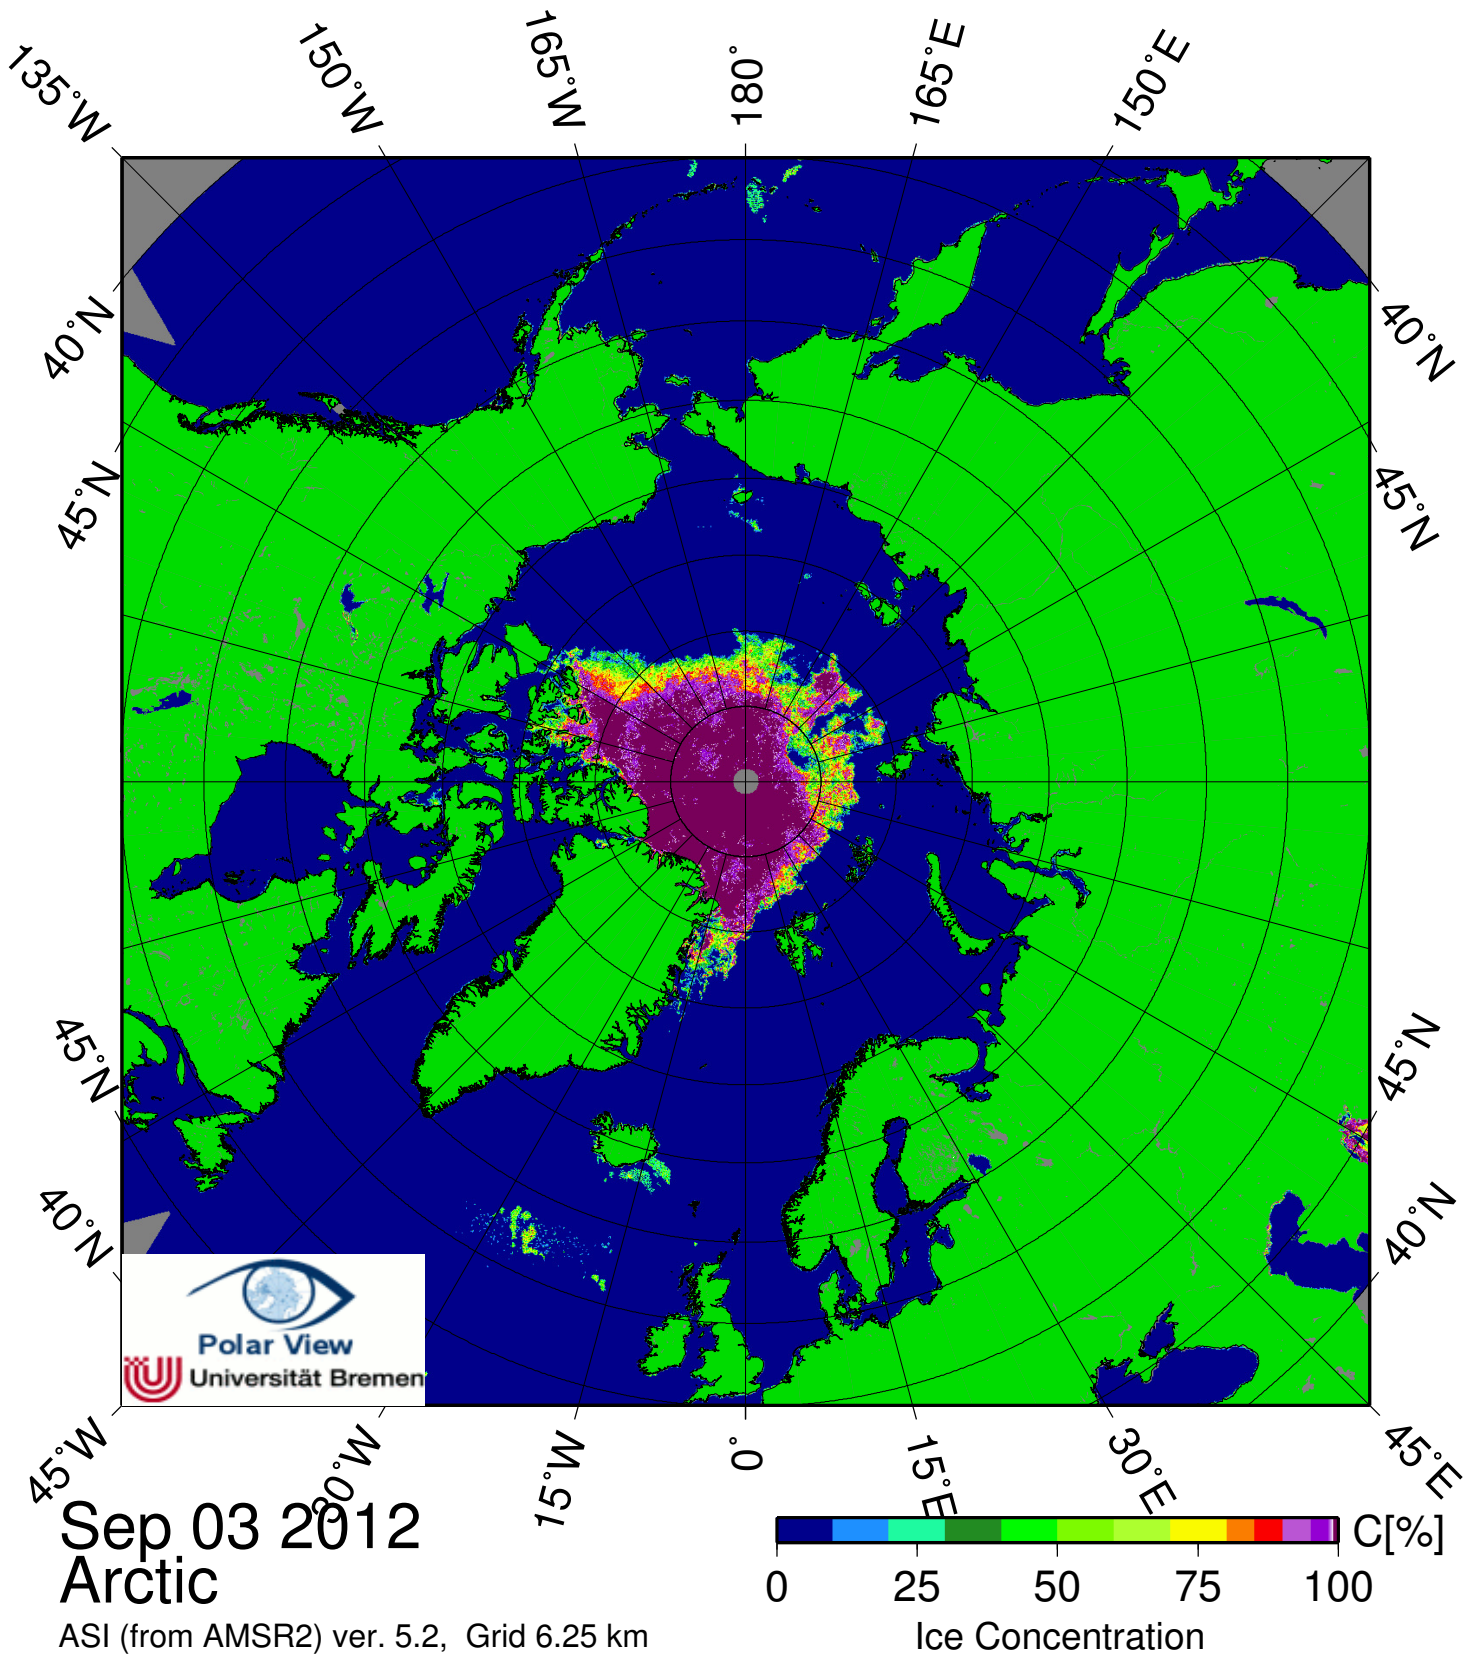 135°W
150°W
165°W
180°
165°E
150°E
40°N
40°N
45°N
45°N
45°N
45°N
40°N
40°N
Polar View
Universität Bremen
45°W
30°W
15°W
0°
15°E
30°E
45°E
Sep 03 2012
Arctic
ASI (from AMSR2) ver. 5.2, Grid 6.25 km
C[%]
0 25 50 75 100
Ice Concentration